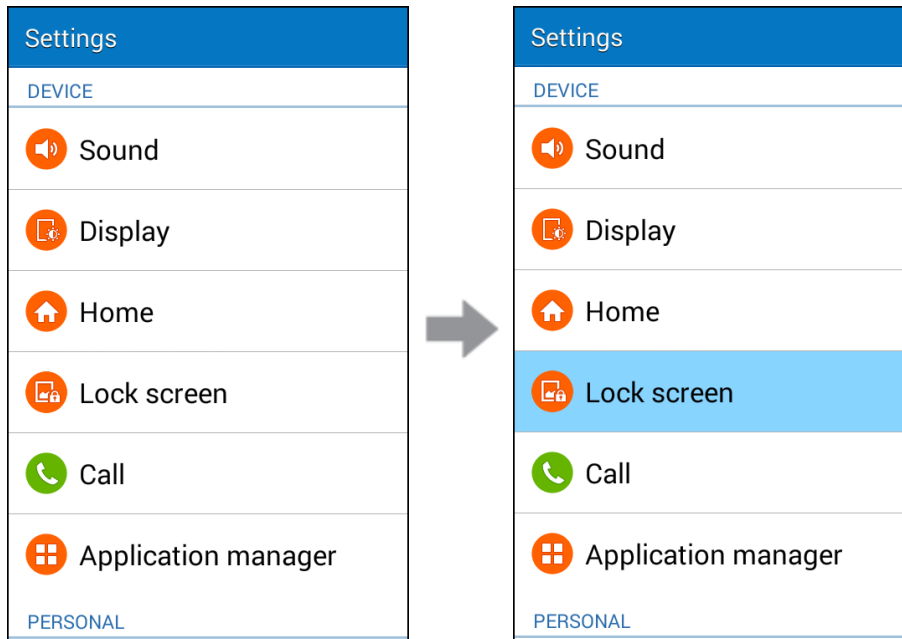 Settings
DEVICE
Sound
Display
Home
Lock screen
Call
Application manager
PERSONAL
Settings
DEVICE
Sound
Display
Home
Lock screen
Call
Application manager
PERSONAL